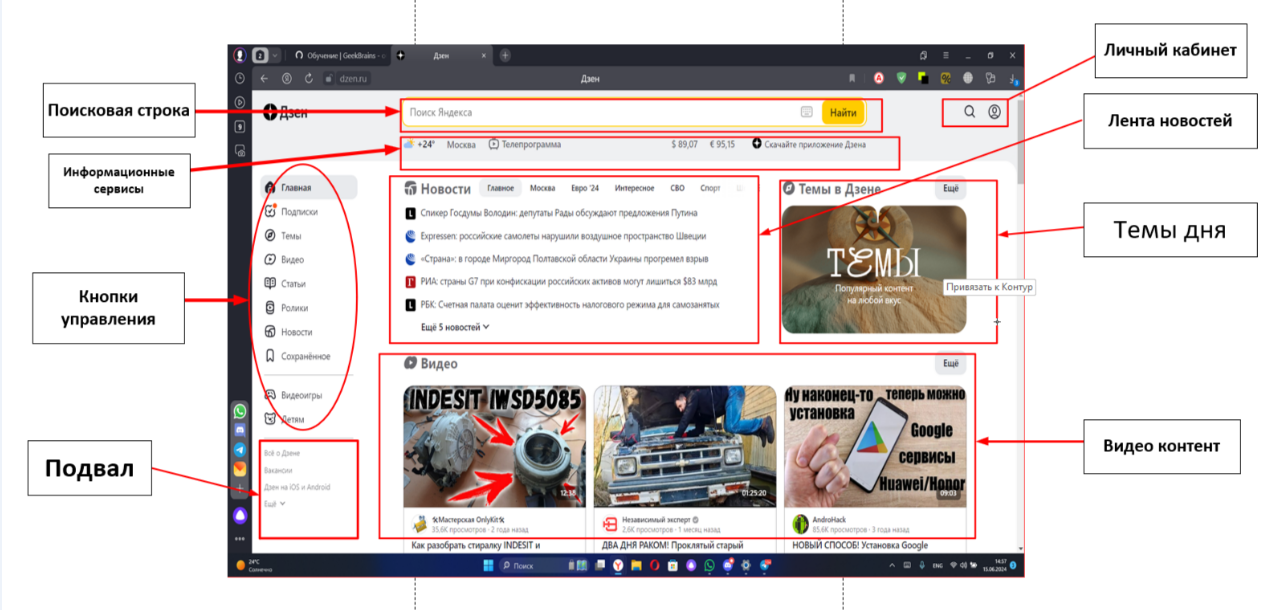 Личный кабинет
Поисковая строка
Лента новостей
Информационные
сервисы
Темы дня
Кнопки
управления
Видео контент
Подвал
2
Обучение | GeekBrains -
Дзен
dzen.ru
Дзен
Дзен
Поиск Яндекса
Найти
+24° Москва Телепрограмма $ 89,07 € 95,15 Скачайте приложение Дзена
Главная
Подписки
Темы
Видео
Статьи
Ролики
Новости
Сохранённое
Видеоигры
Детям
Всё о Дзене
Вакансии
Дзен на iOS и Android
Ещё
Новости Главное Москва Евро '24 Интересное СВО Спорт
Спикер Госдумы Володин: депутаты Рады обсуждают предложения Путина
Expressen: российские самолеты нарушили воздушное пространство Швеции
«Страна»: в городе Миргород Полтавской области Украины прогремел взрыв
РИА: страны G7 при конфискации российских активов могут лишиться $83 млрд
РБК: Счетная палата оценит эффективность налогового режима для самозанятых
Ещё 5 новостей
Темы в Дзене Ещё
ТЕМЫ
Популярный контент
на любой вкус
Привязать к Контур
Видео Ещё
INDESIT IWSD5085
12:38
Мастерская OnlyKit
35,6K просмотров · 2 года назад
Как разобрать стиралку INDESIT и
01:25:20
Независимый эксперт
2,6K просмотров · 1 месяц назад
ДВА ДНЯ РАКОМ! Проклятый старый
Ну наконец-то теперь можно
установка
Google
сервисы
Huawei/Honor
09:03
AndroHack
85,6K просмотров · 3 года назад
НОВЫЙ СПОСОБ! Установка Google
24°C
Солнечно
Поиск
ENG
14:57
15.06.2024